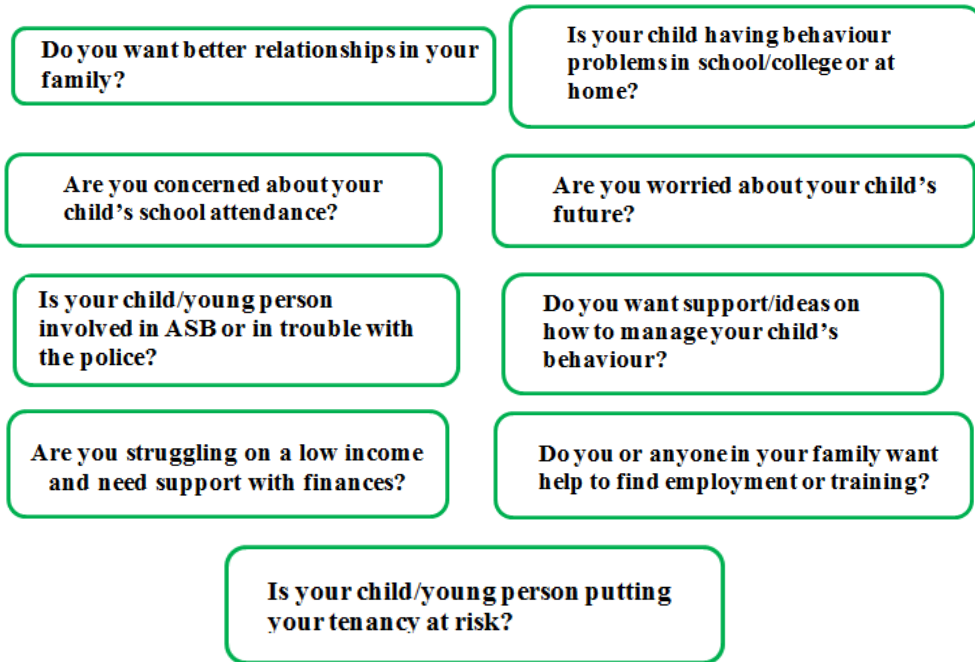 Do you want better relationships in your
family?
Is your child having behaviour
problems in school/college or at
home?
Are you concerned about your
child's school attendance?
Are you worried about your child's
future?
Is your child/young person
involved in ASB or in trouble with
the police?
Do you want support/ideas on
how to manage your child's
behaviour?
Are you struggling on a low income
and need support with finances?
Do you or anyone in your family want
help to find employment or training?
Is your child/young person putting
your tenancy at risk?